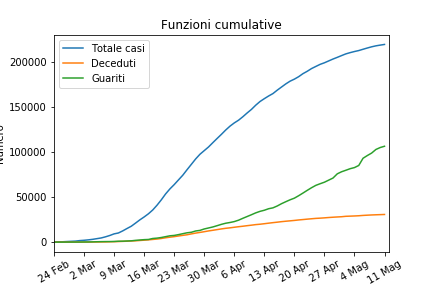 Funzioni cumulative
Totale casi
Deceduti
Guariti
200000
150000
100000
50000
0
Numero
24 Feb
2 Mar
9 Mar
16 Mar
23 Mar
30 Mar
6 Apr
13 Apr
20 Apr
27 Apr
4 Mag
11 Mag